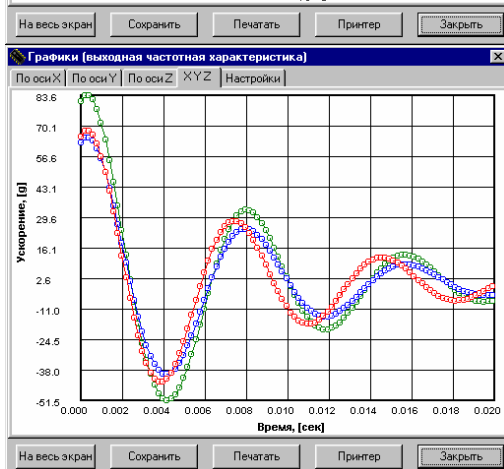 На весь экран Сохранить Печатать Принтер Закрыть
Графики (выходная частотная характеристика)
По оси X По оси Y По оси Z X Y Z Настройки
83.6
70.1
56.6
43.1
29.6
16.1
2.6
-11.0
-24.5
-38.0
-51.5
Ускорение, [g]
0.000 0.002 0.004 0.006 0.008 0.010 0.012 0.014 0.016 0.018 0.020
Время, [сек]
На весь экран Сохранить Печатать Принтер Закрыть